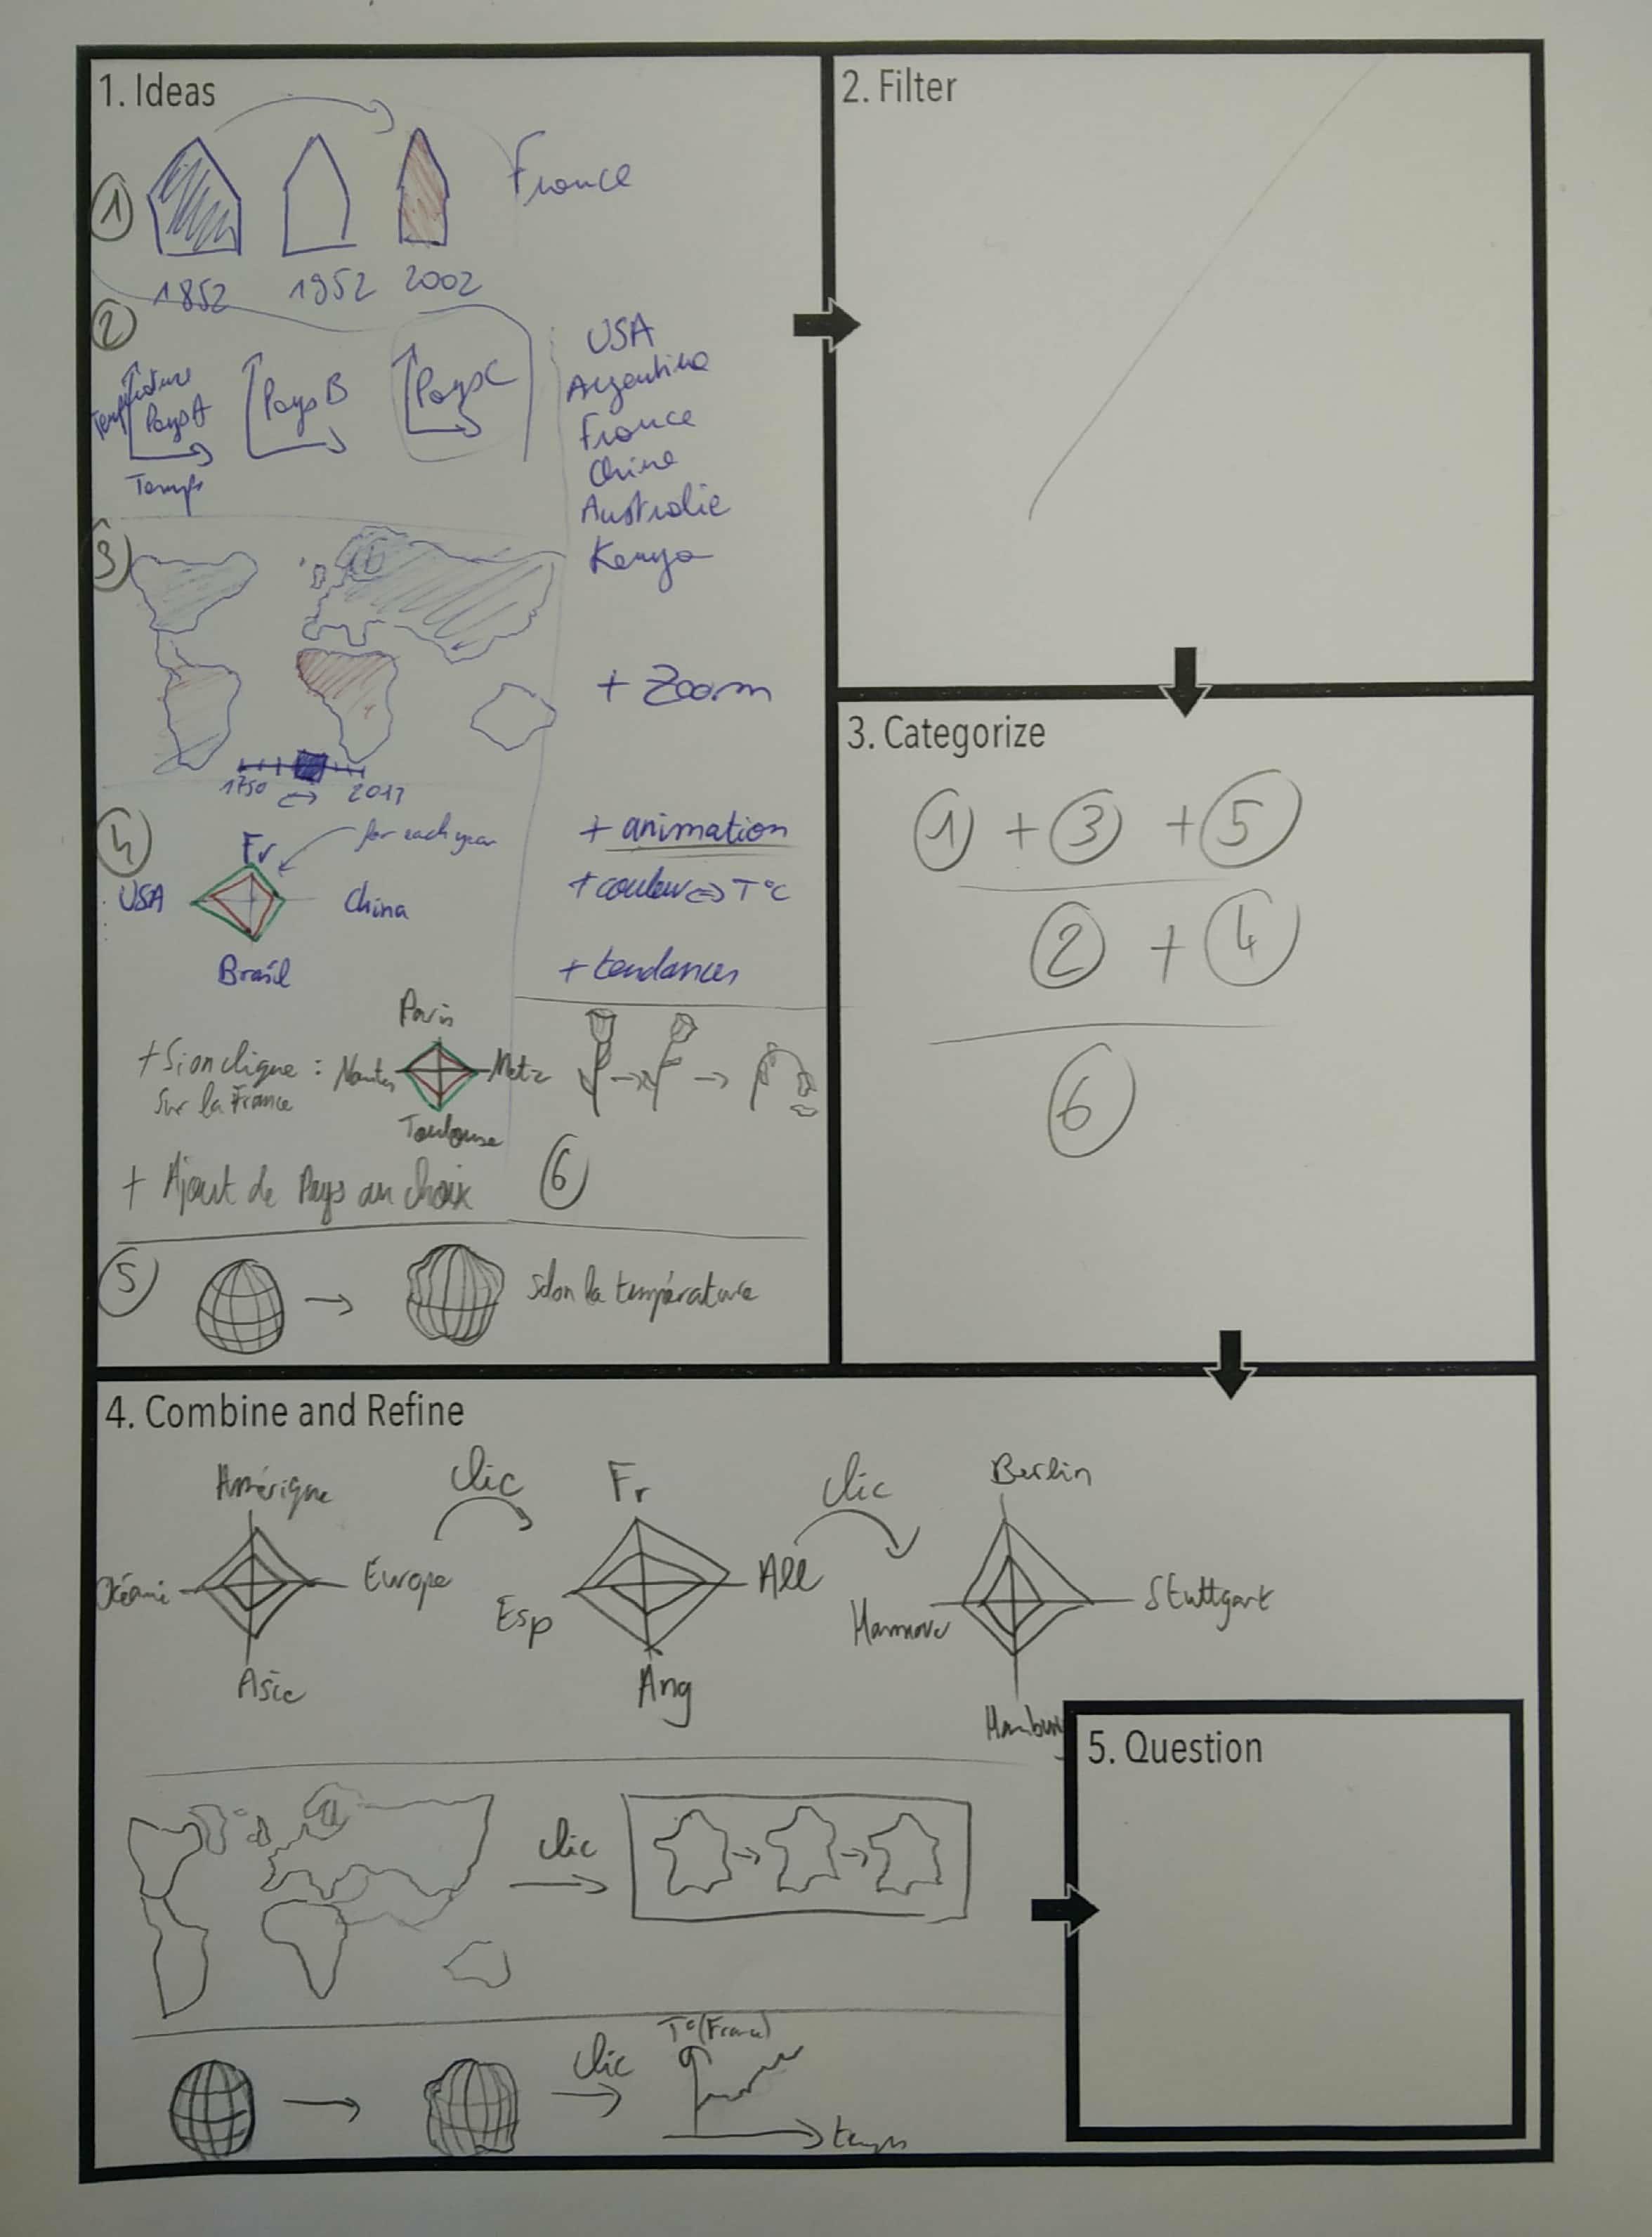 1. Ideas
1
France
1852 1952 2002
2
Température
Pays A
Pays B
Pays C
Temps
USA
Argentina
France
Chine
Australie
Kenya
3
+ Zoom
1750 2013
4
for each year
Fr
USA
China
Brasil
+ animation
+ couleur <=> T°C
+ tendances
+ Si on clique :
sur la France
Paris
Nantes
Metz
Toulouse
+ Ajout de Pays au choix
6
5
selon la température
2. Filter
3. Categorize
1 + 3 + 5
2 + 4
6
4. Combine and Refine
Amérique
Océanie
Europe
Asie
clic
Fr
Esp
All
Ang
clic
Berlin
Hannover
Stuttgart
Hamburg
clic
clic
T° (France)
temps
5. Question